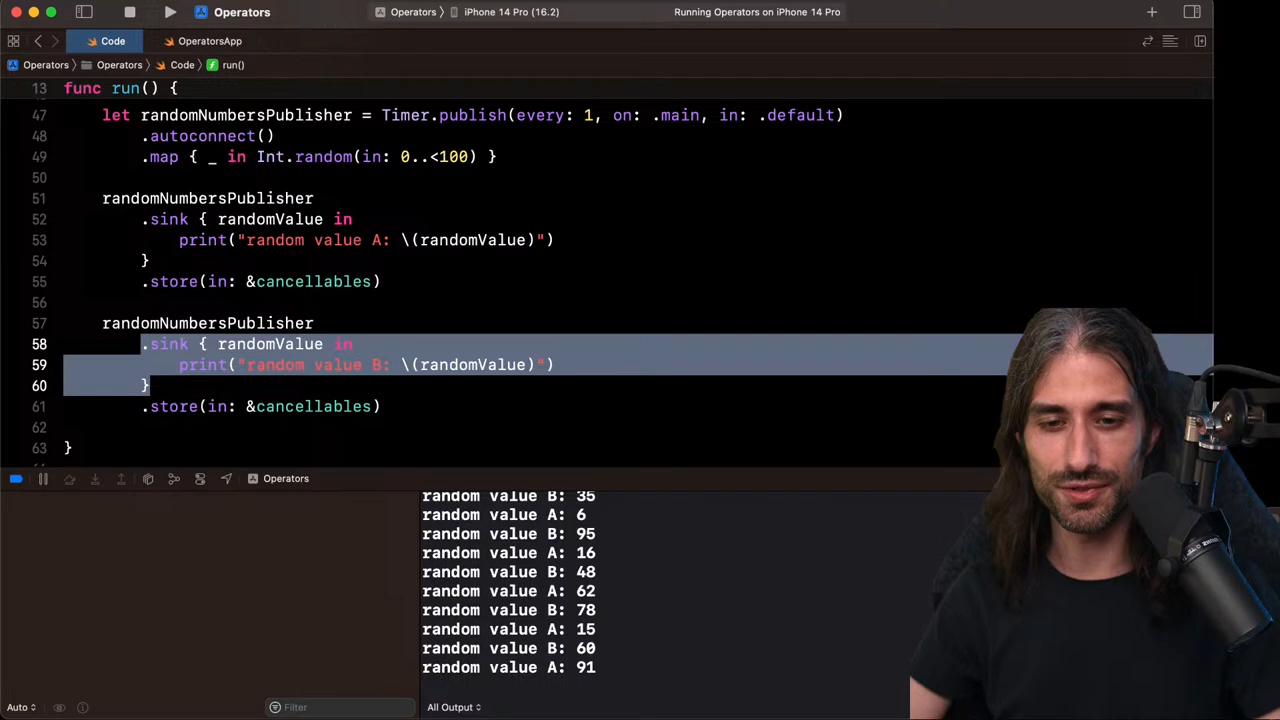 Operators
Operators
iPhone 14 Pro (16.2)
Running Operators on iPhone 14 Pro
Code
OperatorsApp
Operators
Operators
Code
run()
13 func run() {
47 let randomNumbersPublisher = Timer.publish(every: 1, on: .main, in: .default)
48 .autoconnect()
49 .map { _ in Int.random(in: 0..<100) }
50
51 randomNumbersPublisher
52 .sink { randomValue in
53 print("random value A: \(randomValue)")
54 }
55 .store(in: &cancellables)
56
57 randomNumbersPublisher
58 .sink { randomValue in
59 print("random value B: \(randomValue)")
60 }
61 .store(in: &cancellables)
62
63 }
Operators
random value B: 35
random value A: 6
random value B: 95
random value A: 16
random value B: 48
random value A: 62
random value B: 78
random value A: 15
random value B: 60
random value A: 91
Auto
Filter
All Output